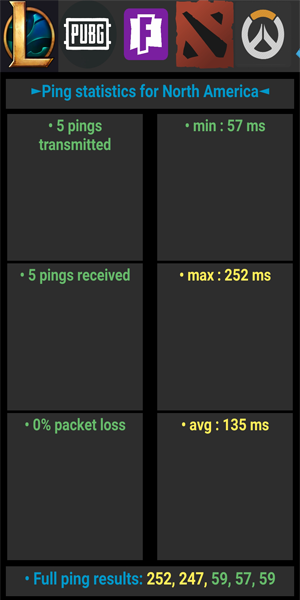 PUBG
►Ping statistics for North America◄
• 5 pings
transmitted
• min : 57 ms
• 5 pings received
• max : 252 ms
• 0% packet loss
• avg : 135 ms
• Full ping results: 252, 247, 59, 57, 59